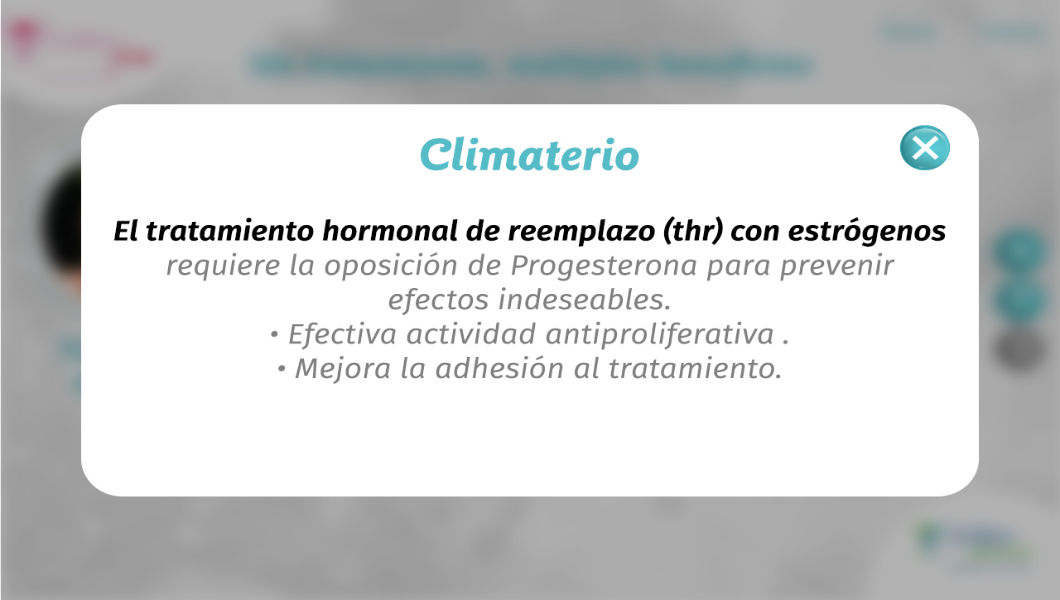 Climaterio
El tratamiento hormonal de reemplazo (thr) con estrógenos
requiere la oposición de Progesterona para prevenir
efectos indeseables.
• Efectiva actividad antiproliferativa .
• Mejora la adhesión al tratamiento.